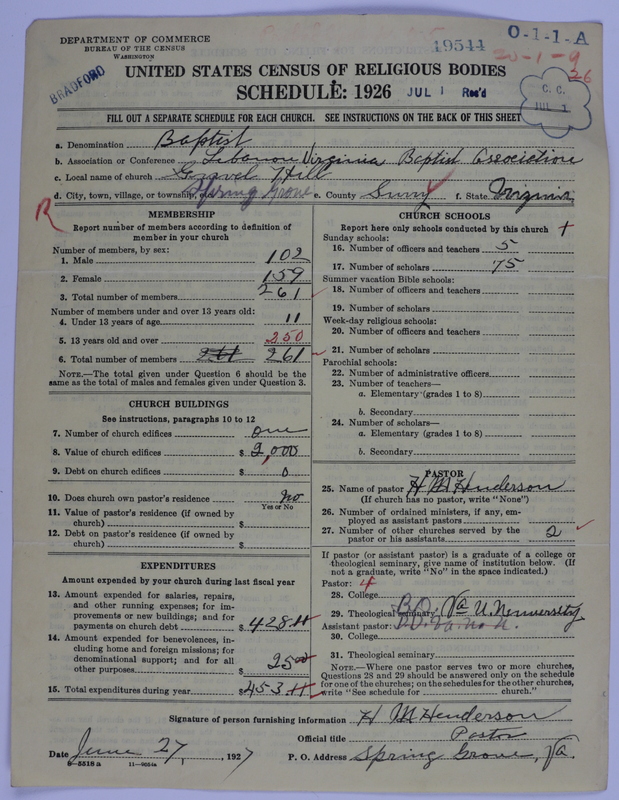 DEPARTMENT OF COMMERCE
BUREAU OF THE CENSUS
WASHINGTON
19544
O-1-1-A
20-1-9
26
BRADFORD
UNITED STATES CENSUS OF RELIGIOUS BODIES
SCHEDULE: 1926
JUL 1 Rec'd
C. C.
JUL 1
FILL OUT A SEPARATE SCHEDULE FOR EACH CHURCH. SEE INSTRUCTIONS ON THE BACK OF THIS SHEET
a. Denomination Baptist
b. Association or Conference Lebanon Virginia Baptist Association
c. Local name of church Gravel Hill
d. City, town, village, or township, Spring Grove e. County Surry f. State Virginia
R
MEMBERSHIP
Report number of members according to definition of
member in your church
Number of members, by sex:
1. Male 102
2. Female 159
3. Total number of members 261
Number of members under and over 13 years old:
4. Under 13 years of age 11
5. 13 years old and over 250
6. Total number of members 261 261
NOTE.—The total given under Question 6 should be
same as the total of males and females given under Question 3.
CHURCH BUILDINGS
See instructions, paragraphs 10 to 12
7. Number of church edifices One
8. Value of church edifices $ 2,000
9. Debt on church edifices $ 0
10. Does church own pastor's residence No
Yes or No
11. Value of pastor's residence (if owned by
church) $
12. Debt on pastor's residence (if owned by
church) $
EXPENDITURES
Amount expended by your church during last fiscal year
13. Amount expended for salaries, repairs,
and other running expenses; for im-
provements or new buildings; and for
payments on church debt $ 428.11
14. Amount expended for benevolences, in-
cluding home and foreign missions; for
denominational support; and for all
other purposes $ 25 00
15. Total expenditures during year $ 453.11
CHURCH SCHOOLS
Report here only schools conducted by this church
Sunday schools:
16. Number of officers and teachers 5
17. Number of scholars 75
Summer vacation Bible schools:
18. Number of officers and teachers
19. Number of scholars
Week-day religious schools:
20. Number of officers and teachers
21. Number of scholars
Parochial schools:
22. Number of administrative officers
23. Number of teachers—
a. Elementary (grades 1 to 8)
b. Secondary
24. Number of scholars—
a. Elementary (grades 1 to 8)
b. Secondary
PASTOR
25. Name of pastor H M Henderson
(If church has no pastor, write "None")
26. Number of ordained ministers, if any, em-
ployed as assistant pastors
27. Number of other churches served by the
pastor or his assistants 2
If pastor (or assistant pastor) is a graduate of a college or
theological seminary, give name of institution below. (If
not a graduate, write "No" in the space indicated.)
Pastor: 4
28. College
29. Theological seminary B.D. Va U.
Assistant pastor:
30. College
31. Theological seminary
NOTE.—Where one pastor serves two or more churches,
Questions 28 and 29 should be answered only on the schedule
for one of the churches; on the schedules for the other churches,
write "See schedule for church."
Signature of person furnishing information H M Henderson
Official title Pastor
Date June 27, 1927 P. O. Address Spring Grove, Va.
8-5518 a 11-9054a